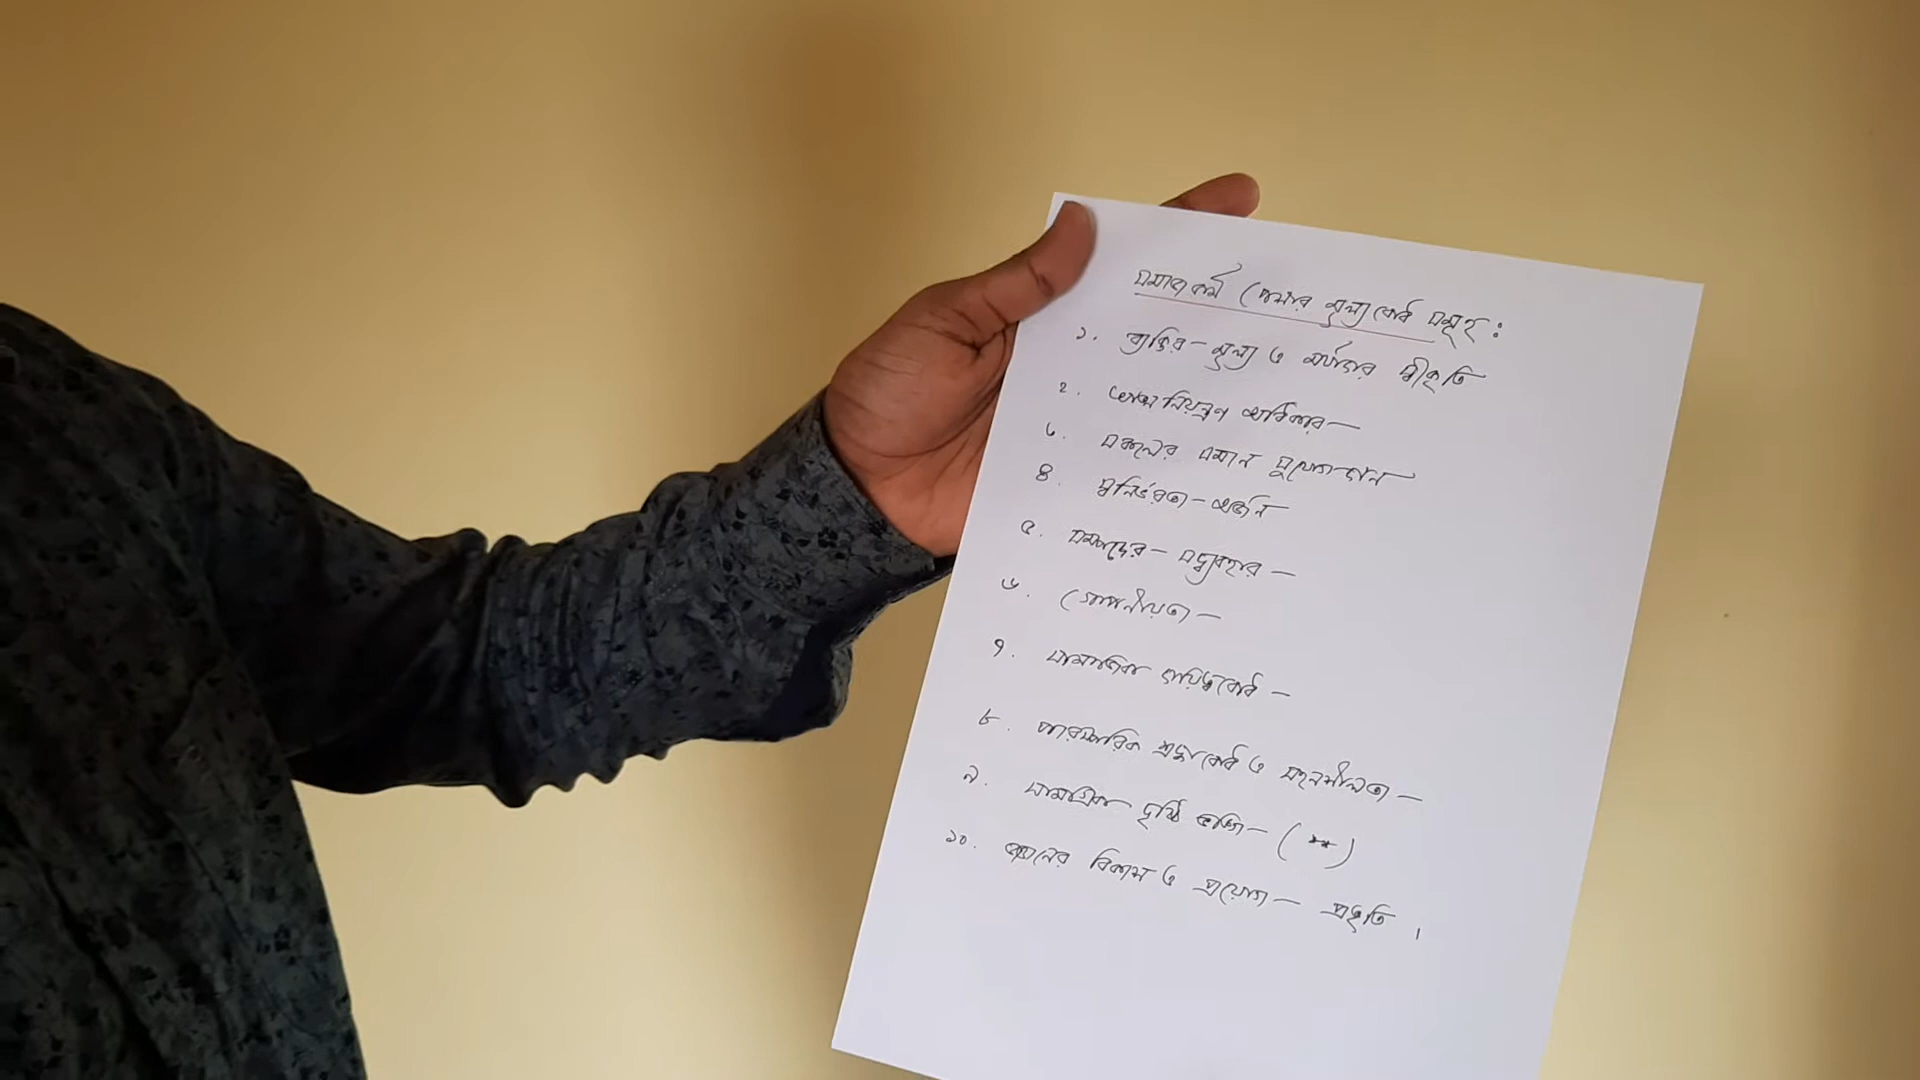 সমাজকর্ম পেশার মূল্যবোধ সমূহ :
১. ব্যক্তির - মূল্য ও মর্যাদার স্বীকৃতি
২. আত্মনিয়ন্ত্রণ অধিকার —
৩. সকলের সমান সুযোগ দান
৪. স্বনির্ভরতা - অর্জন
৫. সম্পদের - সদ্ব্যবহার —
৬. গোপনীয়তা —
৭. সামাজিক দায়িত্ববোধ —
৮. পারস্পারিক শ্রদ্ধাবোধ ও সহনশীলতা —
৯. সামগ্রিক দৃষ্টি ভঙ্গি — (**)
১০. জ্ঞানের বিকাশ ও প্রয়োগ — প্রভৃতি ।